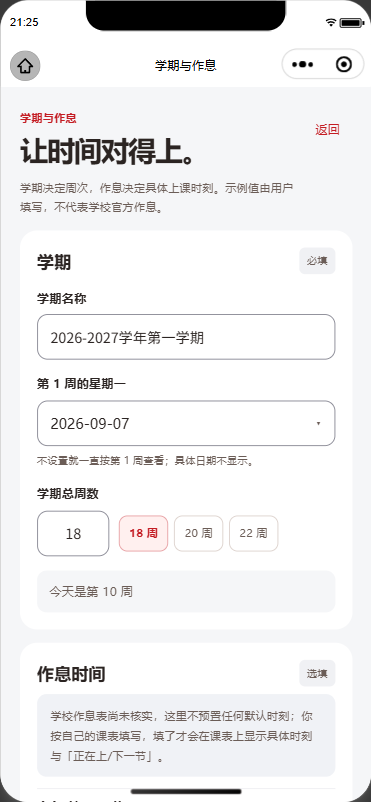 21:25
学期与作息
学期与作息
返回
让时间对得上。
学期决定周次，作息决定具体上课时刻。示例值由用户
填写，不代表学校官方作息。
学期
必填
学期名称
2026-2027学年第一学期
第 1 周的星期一
2026-09-07
不设置就一直按第 1 周查看；具体日期不显示。
学期总周数
18
18 周
20 周
22 周
今天是第 10 周
作息时间
选填
学校作息表尚未核实，这里不预置任何默认时刻；你
按自己的课表填写，填了才会在课表上显示具体时刻
与「正在上/下一节」。